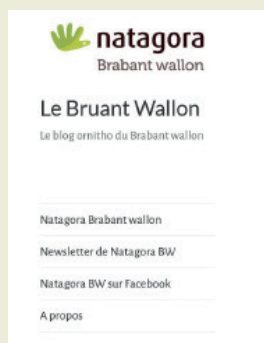 natagora
Brabant wallon
Le Bruant Wallon
Le blog ornitho du Brabant wallon
Natagora Brabant wallon
Newsletter de Natagora BW
Natagora BW sur Facebook
A propos